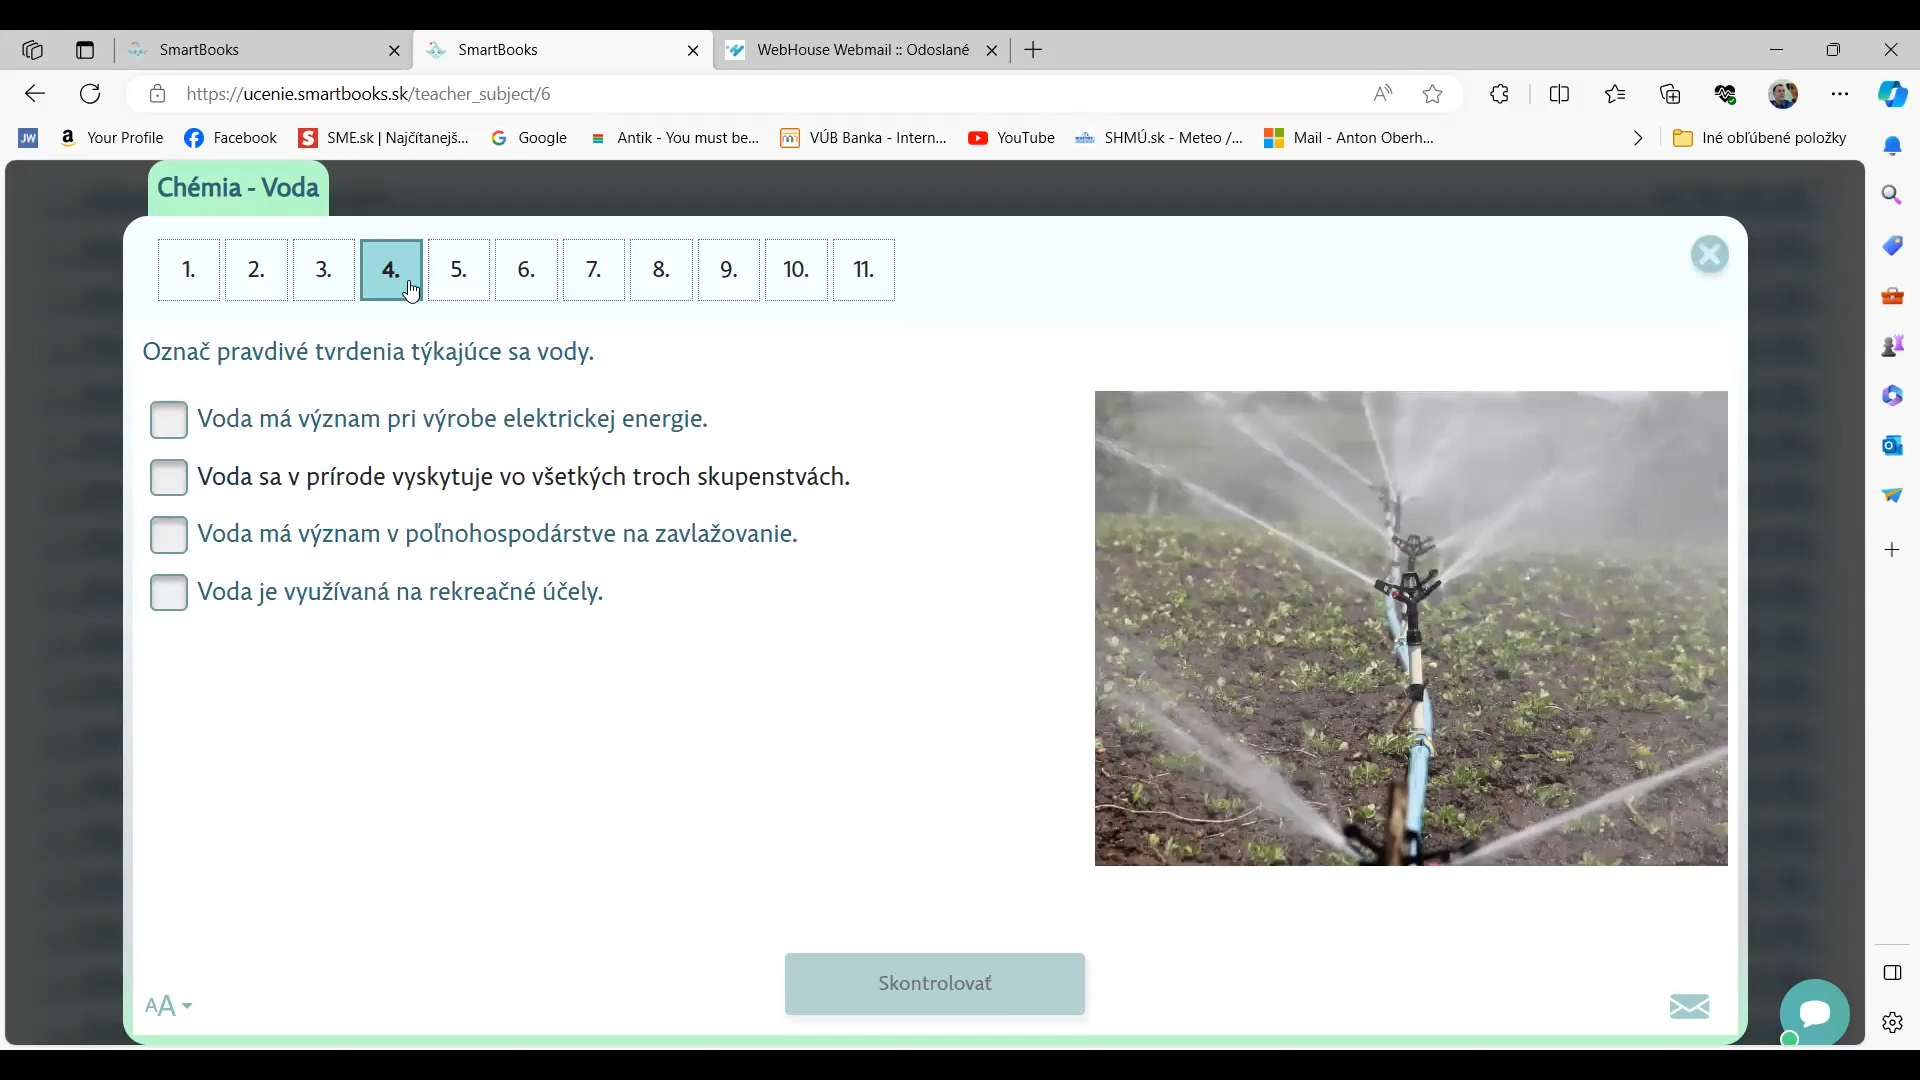 SmartBooks
SmartBooks
WebHouse Webmail :: Odoslané
https://ucenie.smartbooks.sk/teacher_subject/6
JW
a Your Profile
Facebook
S SME.sk | Najčítanejš...
G Google
Antik - You must be...
m VÚB Banka - Intern...
YouTube
SHMÚ.sk - Meteo /...
Mail - Anton Oberh...
Iné obľúbené položky
Chémia - Voda
1. 2. 3. 4. 5. 6. 7. 8. 9. 10. 11.
Označ pravdivé tvrdenia týkajúce sa vody.
Voda má význam pri výrobe elektrickej energie.
Voda sa v prírode vyskytuje vo všetkých troch skupenstvách.
Voda má význam v poľnohospodárstve na zavlažovanie.
Voda je využívaná na rekreačné účely.
Skontrolovať
AA